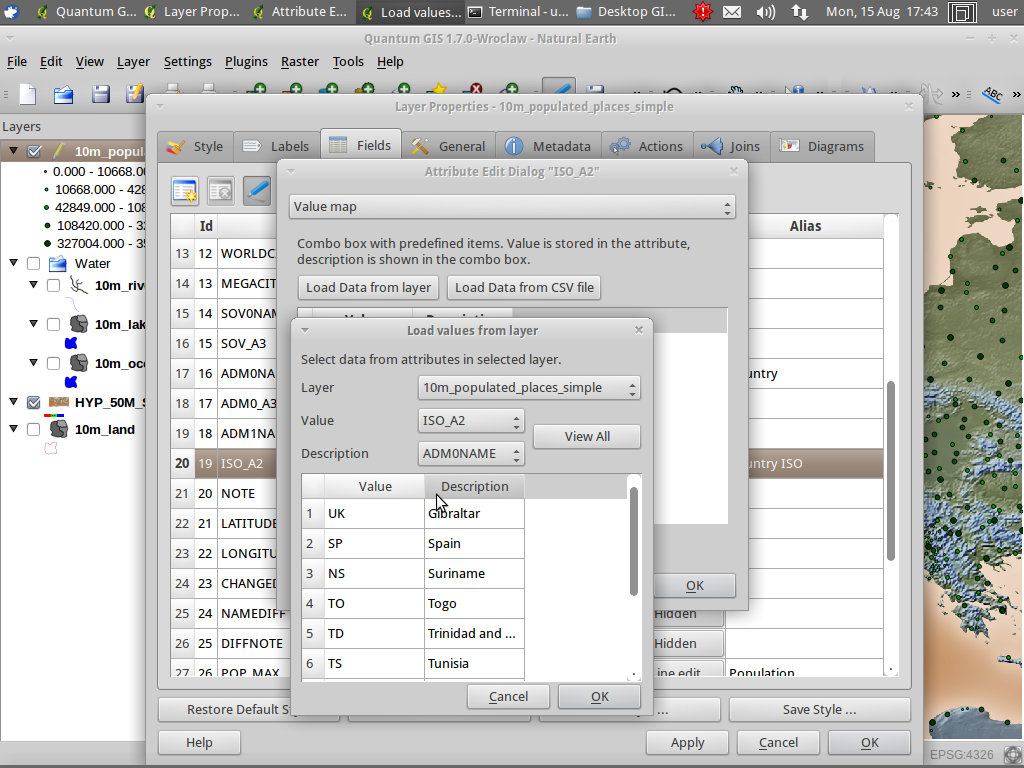 Quantum G...
Layer Prop...
Attribute E...
Load values...
Terminal - u...
Desktop GI...
Mon, 15 Aug 17:43
user
Quantum GIS 1.7.0-Wroclaw - Natural Earth
File Edit View Layer Settings Plugins Raster Tools Help
ABC
Layers
10m_popul
0.000 - 10668.00
10668.000 - 428
42849.000 - 108
108420.000 - 32
327004.000 - 35
Water
10m_riv
10m_lak
10m_oc
HYP_50M_S
10m_land
Layer Properties - 10m_populated_places_simple
Style Labels Fields General Metadata Actions Joins Diagrams
Id Alias
13 12 WORLDC
14 13 MEGACIT
15 14 SOV0NAM
16 15 SOV_A3
17 16 ADM0NA untry
18 17 ADM0_A3
19 18 ADM1NA
20 19 ISO_A2 untry ISO
21 20 NOTE
22 21 LATITUDE
23 22 LONGITU
24 23 CHANGED
25 24 NAMEDIFF Hidden
26 25 DIFFNOTE Hidden
27 26 POP_MAX ine edit Population
Restore Default S ... Save Style ...
Help Apply Cancel OK
EPSG:4326
Attribute Edit Dialog "ISO_A2"
Value map
Combo box with predefined items. Value is stored in the attribute,
description is shown in the combo box.
Load Data from layer Load Data from CSV file
OK
Load values from layer
Select data from attributes in selected layer.
Layer 10m_populated_places_simple
Value ISO_A2
View All
Description ADM0NAME
Value Description
1 UK Gibraltar
2 SP Spain
3 NS Suriname
4 TO Togo
5 TD Trinidad and ...
6 TS Tunisia
Cancel OK